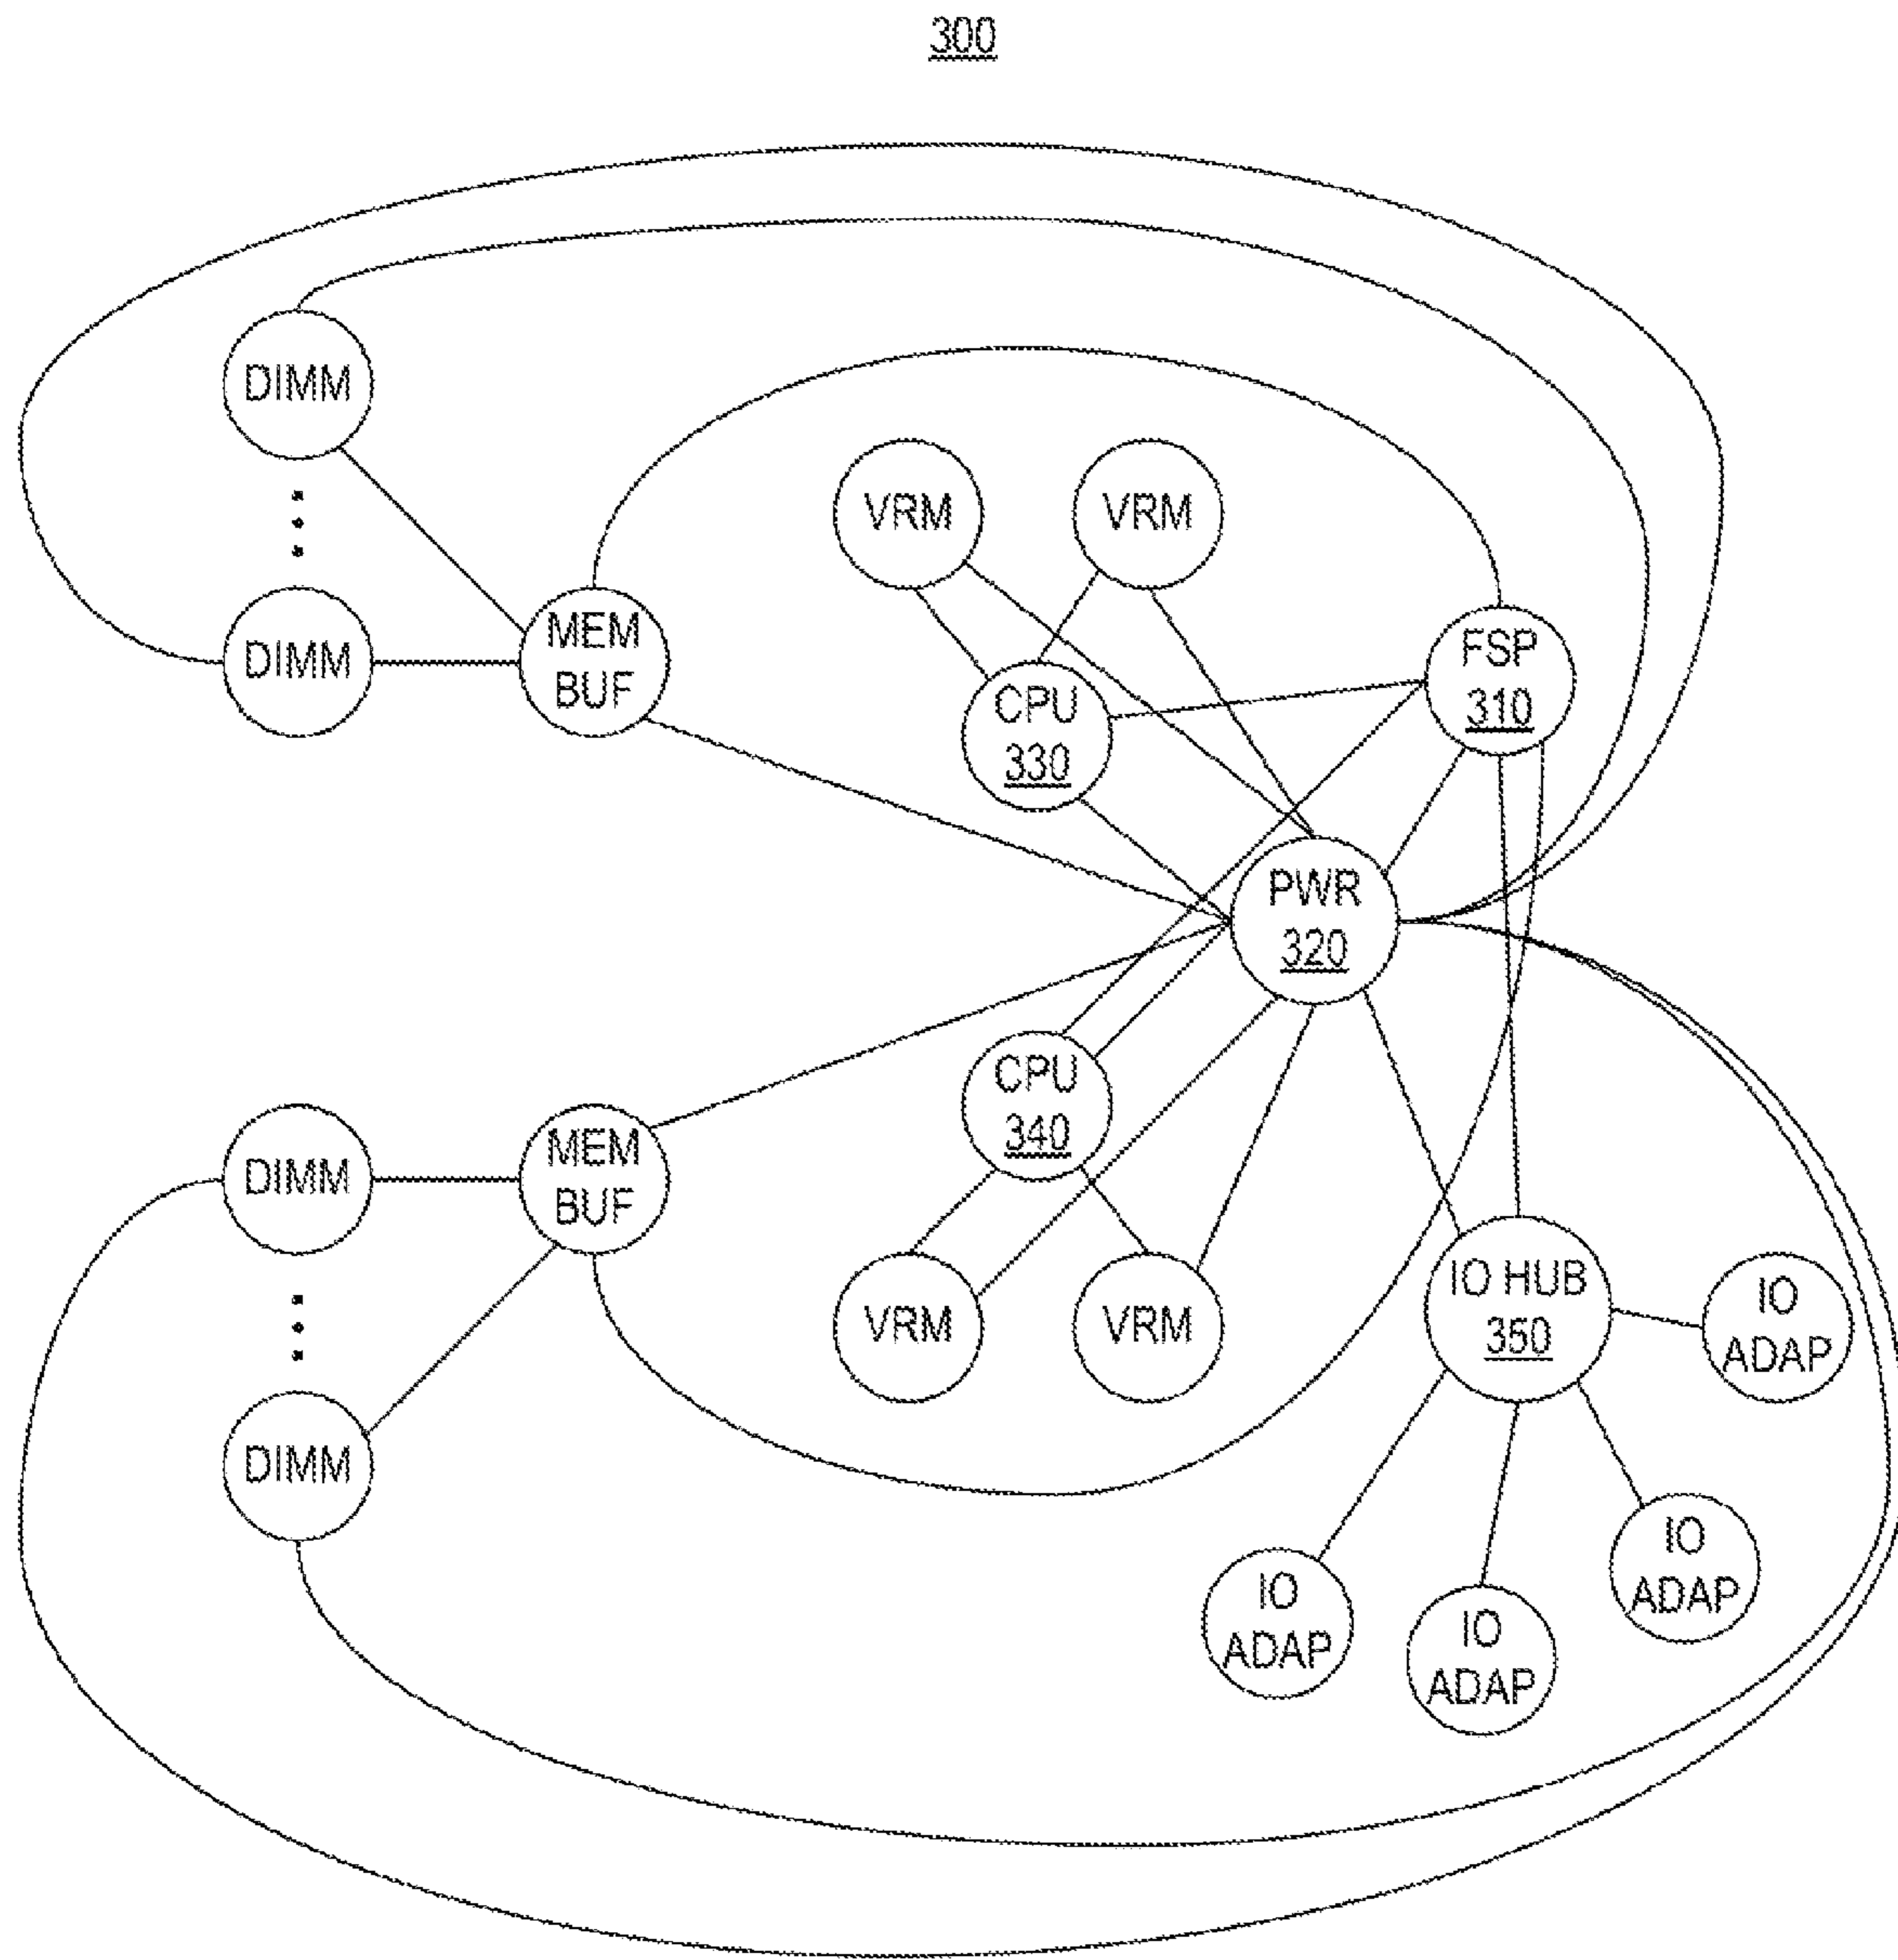 300
DIMM
VRM
VRM
DIMM
MEM
BUF
FSP
310
CPU
330
PWR
320
CPU
340
DIMM
MEM
BUF
IO HUB
350
IO
ADAP
VRM
VRM
DIMM
IO
ADAP
IO
ADAP
IO
ADAP